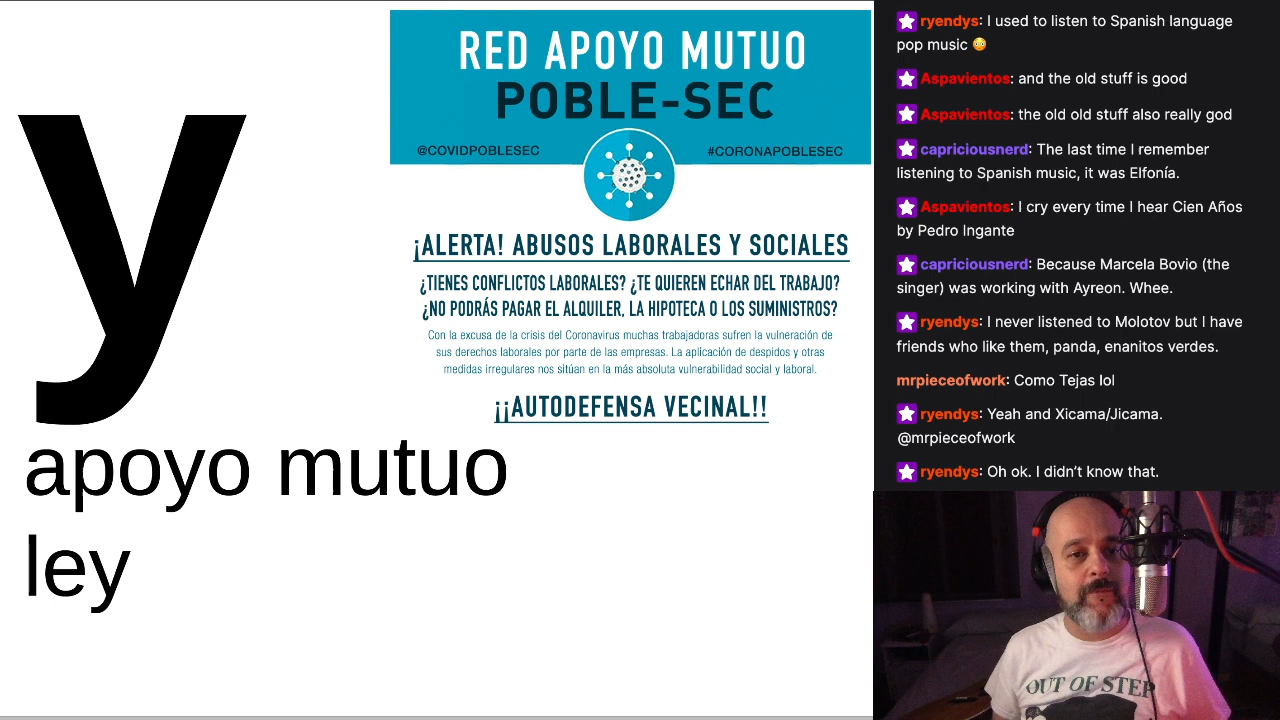 y
apoyo mutuo
ley
RED APOYO MUTUO
POBLE-SEC
@COVIDPOBLESEC
#CORONAPOBLESEC
¡ALERTA! ABUSOS LABORALES Y SOCIALES
¿TIENES CONFLICTOS LABORALES? ¿TE QUIEREN ECHAR DEL TRABAJO?
¿NO PODRÁS PAGAR EL ALQUILER, LA HIPOTECA O LOS SUMINISTROS?
Con la excusa de la crisis del Coronavirus muchas trabajadoras sufren la vulneración de
sus derechos laborales por parte de las empresas. La aplicación de despidos y otras
medidas irregulares nos sitúan en la más absoluta vulnerabilidad social y laboral.
¡¡AUTODEFENSA VECINAL!!
ryendys: I used to listen to Spanish language
pop music 😳
Aspavientos: and the old stuff is good
Aspavientos: the old old stuff also really god
capriciousnerd: The last time I remember
listening to Spanish music, it was Elfonía.
Aspavientos: I cry every time I hear Cien Años
by Pedro Ingante
capriciousnerd: Because Marcela Bovio (the
singer) was working with Ayreon. Whee.
ryendys: I never listened to Molotov but I have
friends who like them, panda, enanitos verdes.
mrpieceofwork: Como Tejas lol
ryendys: Yeah and Xicama/Jicama.
@mrpieceofwork
ryendys: Oh ok. I didn't know that.
OUT OF STEP